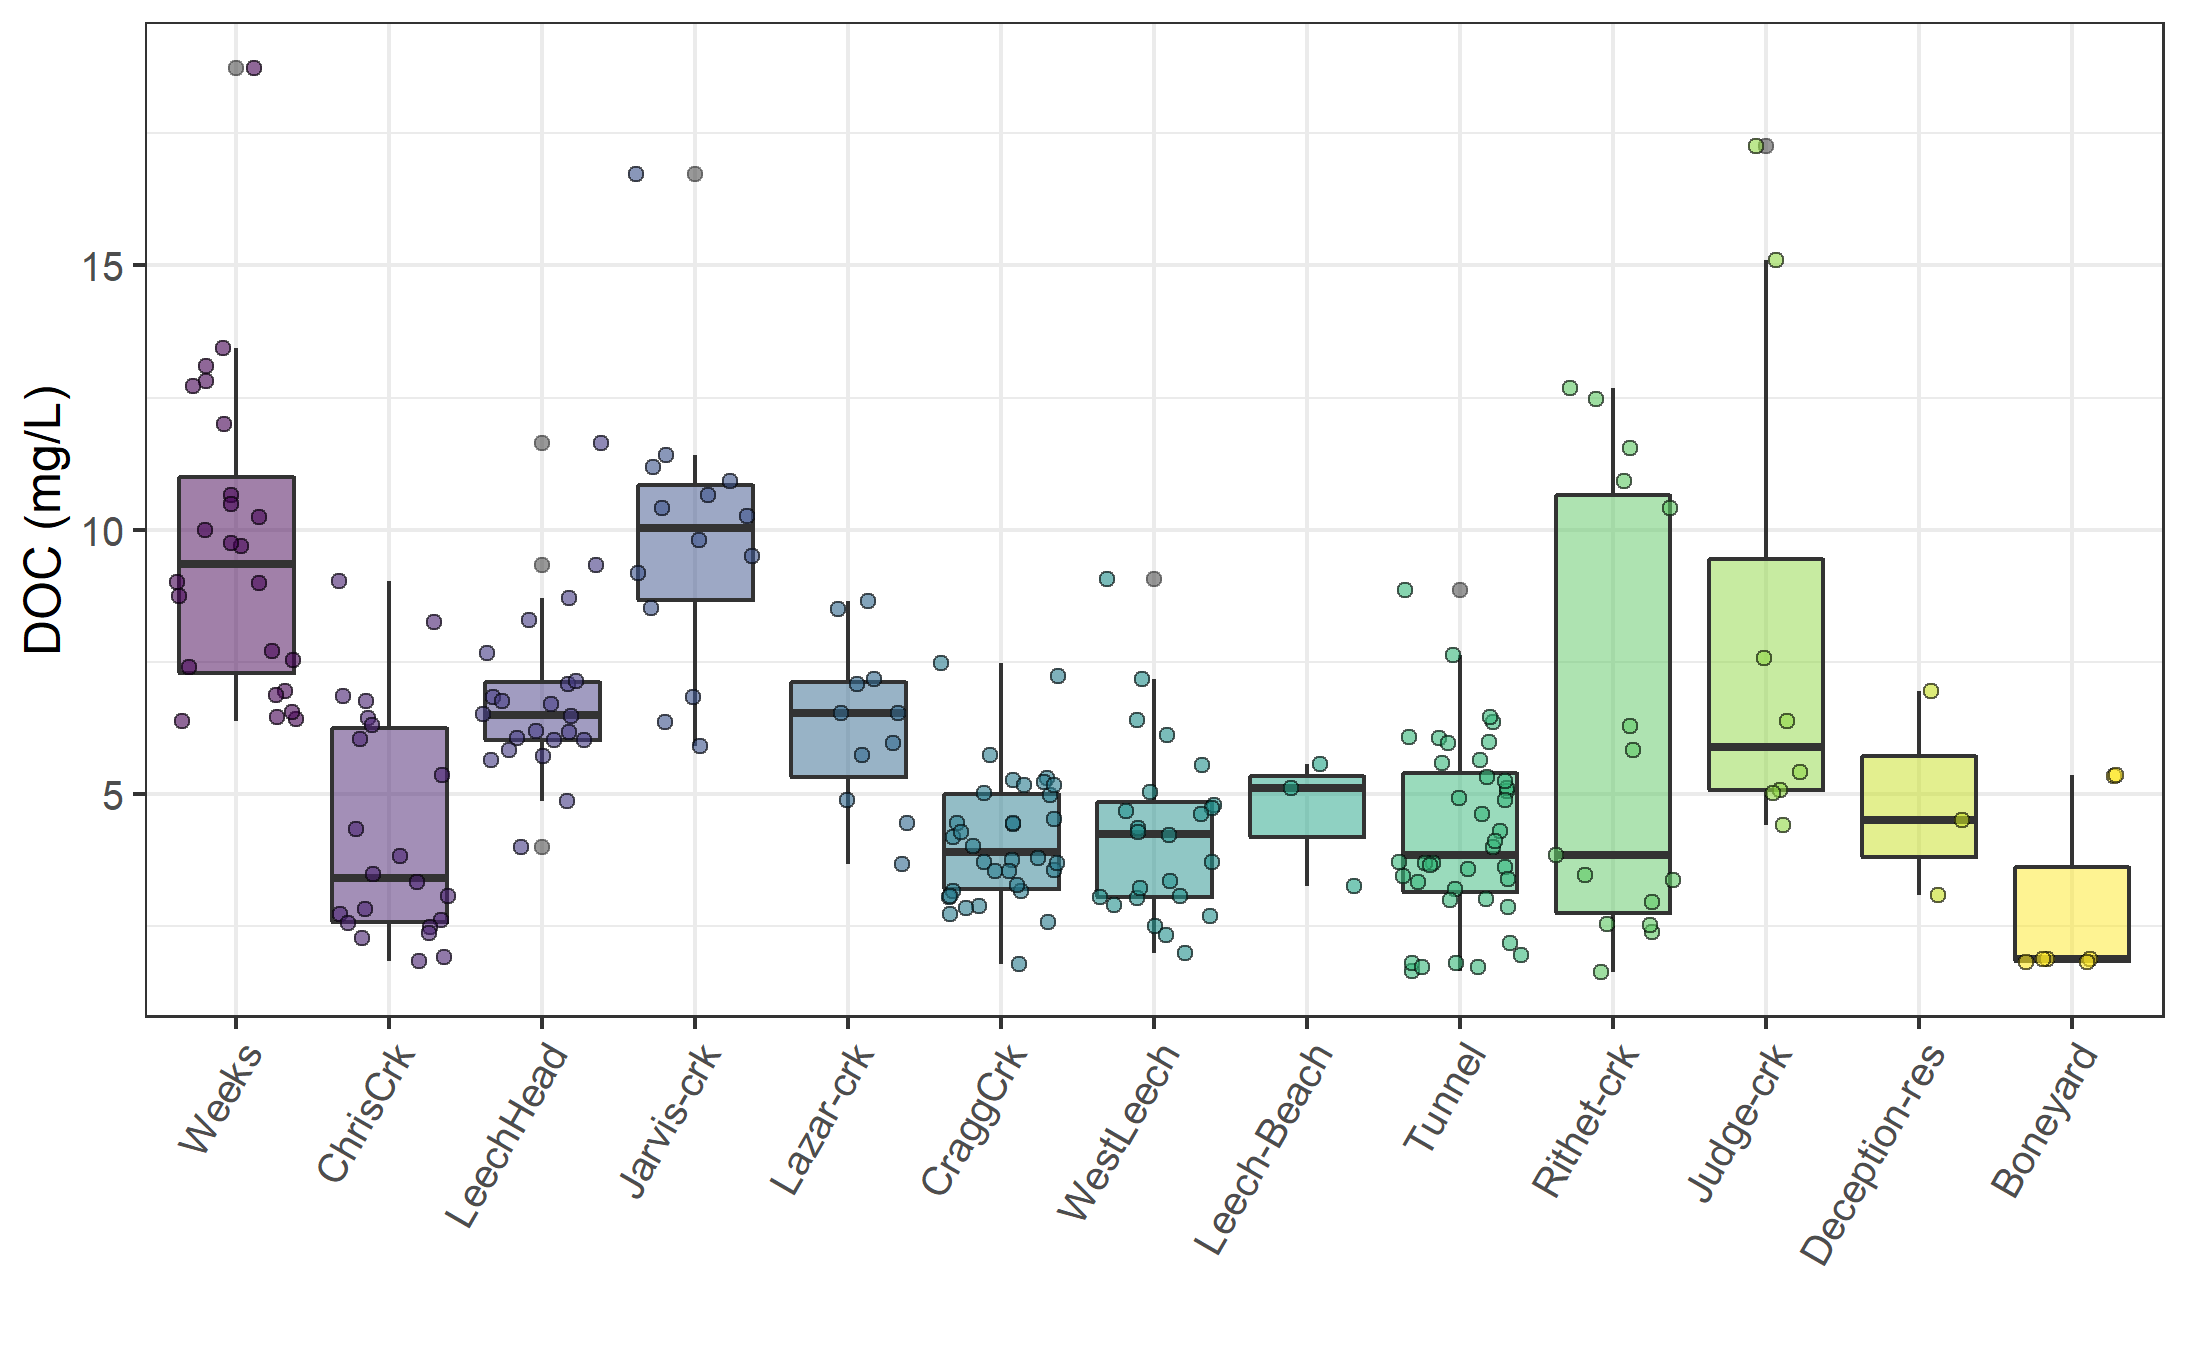 DOC (mg/L)
15
10
5
Weeks
ChrisCrk
LeechHead
Jarvis-crk
Lazar-crk
CraggCrk
WestLeech
Leech-Beach
Tunnel
Rithet-crk
Judge-crk
Deception-res
Boneyard